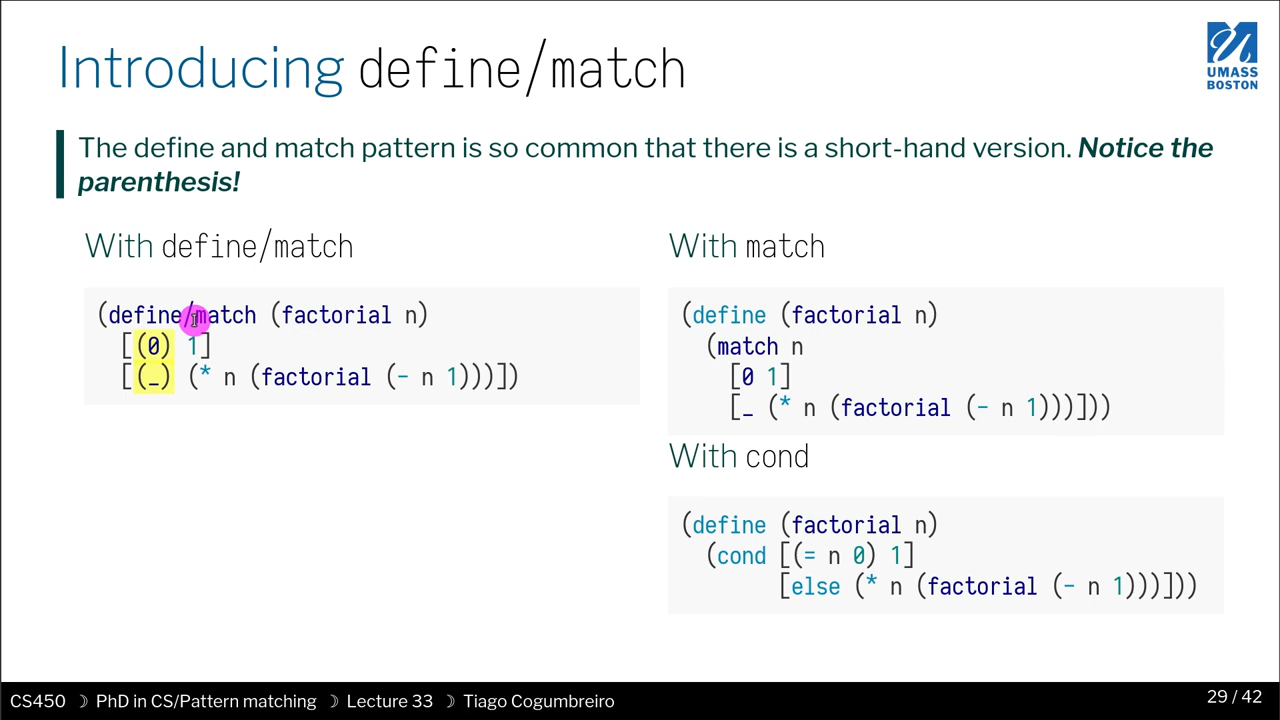 Introducing define/match
UMASS
BOSTON
The define and match pattern is so common that there is a short-hand version. Notice the
parenthesis!
With define/match
(define/match (factorial n)
[(0) 1]
[(_) (* n (factorial (- n 1)))])
With match
(define (factorial n)
(match n
[0 1]
[_ (* n (factorial (- n 1)))]))
With cond
(define (factorial n)
(cond [(= n 0) 1]
[else (* n (factorial (- n 1)))]))
CS450 ☽ PhD in CS/Pattern matching ☽ Lecture 33 ☽ Tiago Cogumbreiro
29 / 42